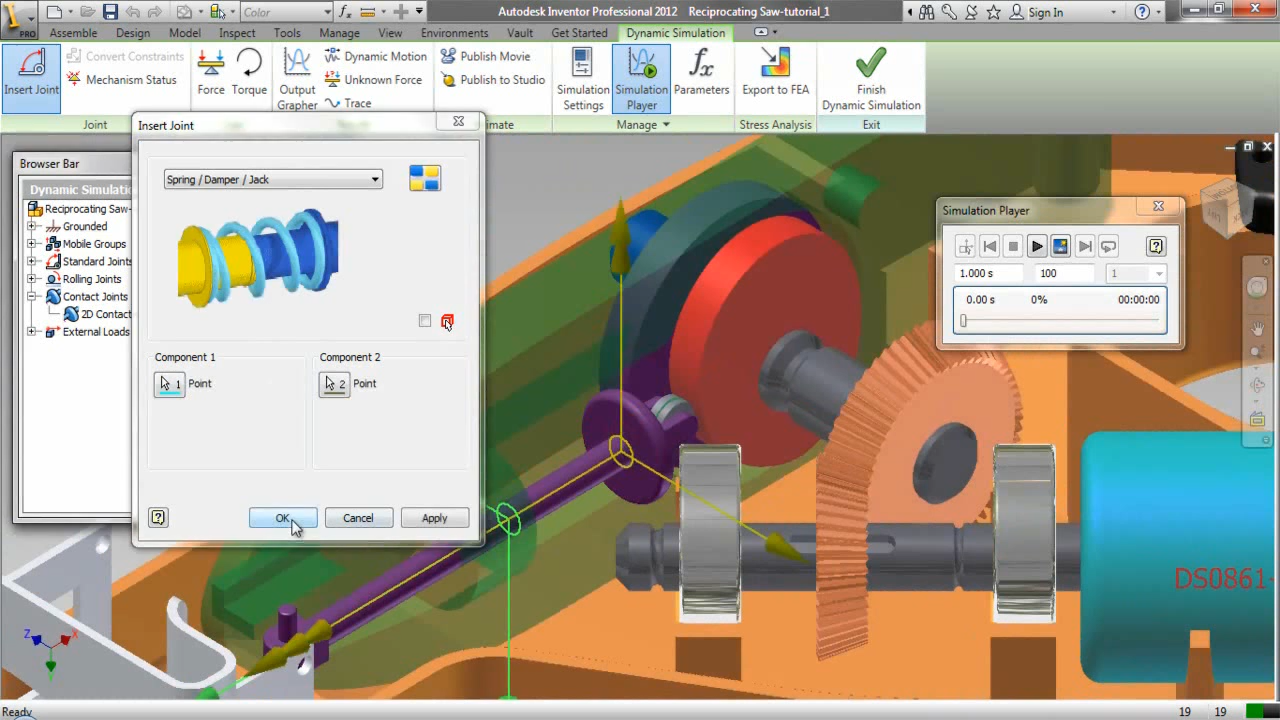 Color
Autodesk Inventor Professional 2012 Reciprocating Saw-tutorial_1
Sign In
PRO
Assemble Design Model Inspect Tools Manage View Environments Vault Get Started Dynamic Simulation
Insert Joint
Convert Constraints
Mechanism Status
Joint
Force
Torque
Output
Grapher
Dynamic Motion
Unknown Force
Trace
Publish Movie
Publish to Studio
imate
Simulation
Settings
Simulation
Player
Parameters
Manage
Export to FEA
Stress Analysis
Finish
Dynamic Simulation
Exit
Browser Bar
Dynamic Simulatio
Reciprocating Saw-
Grounded
Mobile Groups
Standard Joints
Rolling Joints
Contact Joints
2D Contact
External Loads
Insert Joint
Spring / Damper / Jack
Component 1
1 Point
Component 2
2 Point
OK Cancel Apply
Simulation Player
1.000 s 100 1
0.00 s 0% 00:00:00
DS0861-
Z X
Ready 19 19